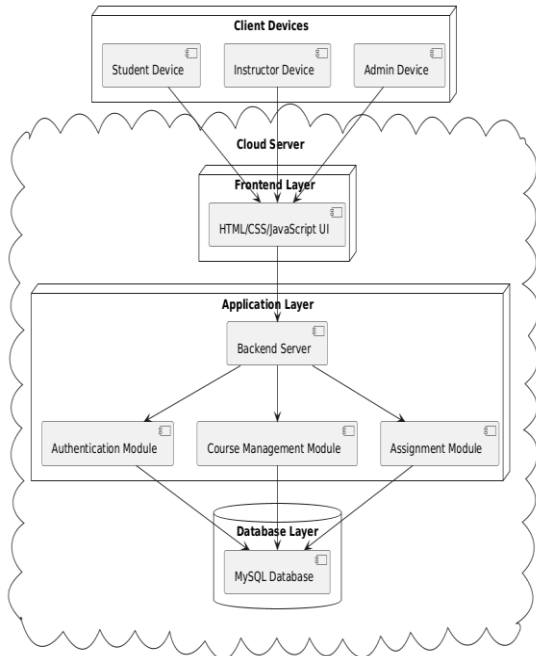 Client Devices
Student Device
Instructor Device
Admin Device
Cloud Server
Frontend Layer
HTML/CSS/JavaScript UI
Application Layer
Backend Server
Authentication Module
Course Management Module
Assignment Module
Database Layer
MySQL Database